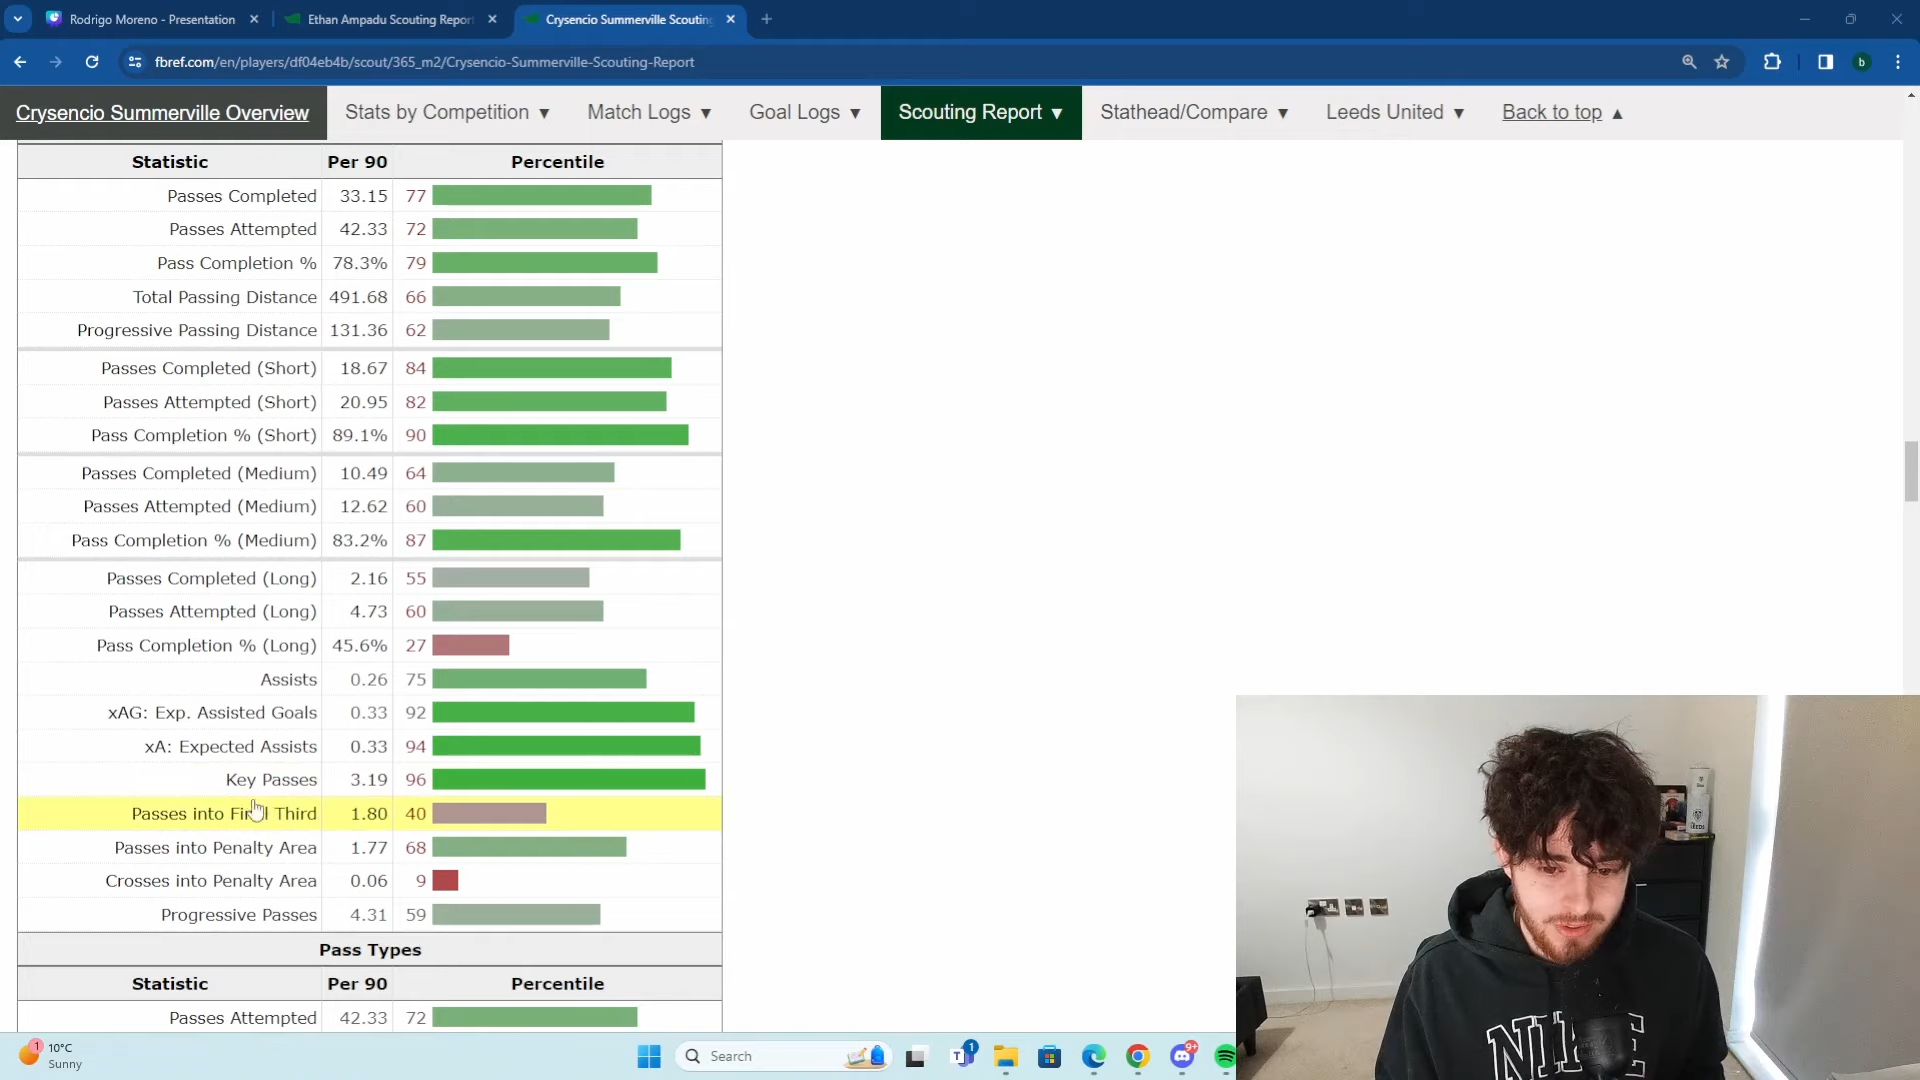 Rodrigo Moreno - Presentation
Ethan Ampadu Scouting Repor
Crysencio Summerville Scouting
fbref.com/en/players/df04eb4b/scout/365_m2/Crysencio-Summerville-Scouting-Report
b
Crysencio Summerville Overview
Stats by Competition ▼
Match Logs ▼
Goal Logs ▼
Scouting Report ▼
Stathead/Compare ▼
Leeds United ▼
Back to top ▲
Statistic Per 90 Percentile
Passes Completed 33.15 77
Passes Attempted 42.33 72
Pass Completion % 78.3% 79
Total Passing Distance 491.68 66
Progressive Passing Distance 131.36 62
Passes Completed (Short) 18.67 84
Passes Attempted (Short) 20.95 82
Pass Completion % (Short) 89.1% 90
Passes Completed (Medium) 10.49 64
Passes Attempted (Medium) 12.62 60
Pass Completion % (Medium) 83.2% 87
Passes Completed (Long) 2.16 55
Passes Attempted (Long) 4.73 60
Pass Completion % (Long) 45.6% 27
Assists 0.26 75
xAG: Exp. Assisted Goals 0.33 92
xA: Expected Assists 0.33 94
Key Passes 3.19 96
Passes into Final Third 1.80 40
Passes into Penalty Area 1.77 68
Crosses into Penalty Area 0.06 9
Progressive Passes 4.31 59
Pass Types
Statistic Per 90 Percentile
Passes Attempted 42.33 72
1
10°C
Sunny
Search
1
9+
NIKE